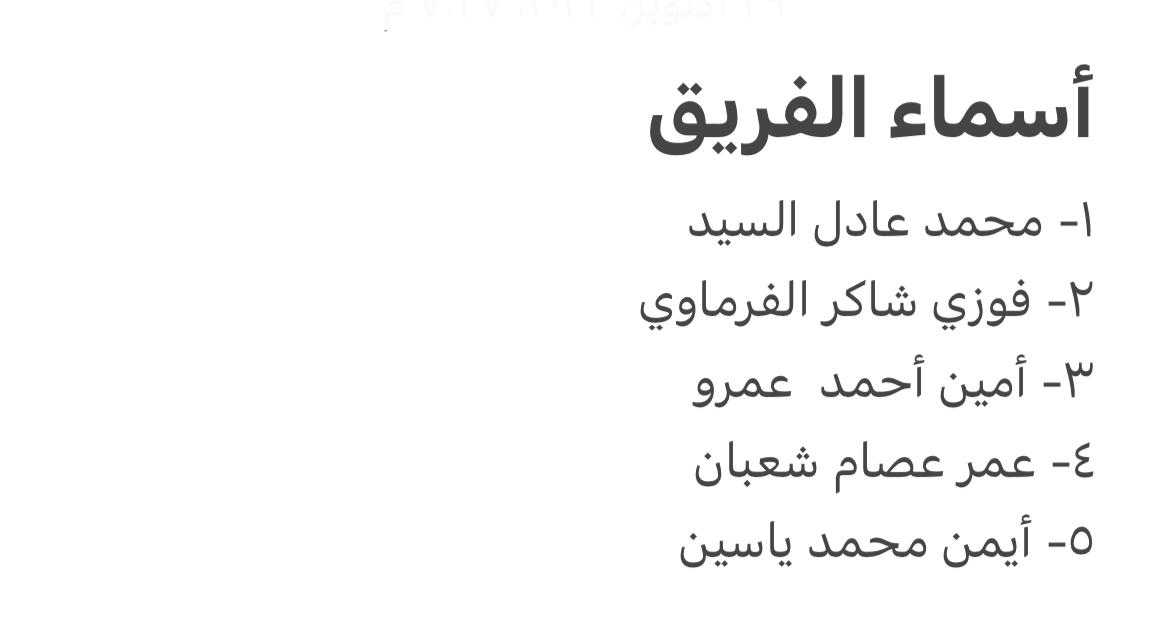 أسماء الفريق
١- محمد عادل السيد
٢- فوزي شاكر الفرماوي
٣- أمين أحمد  عمرو
٤- عمر عصام شعبان
٥- أيمن محمد ياسين